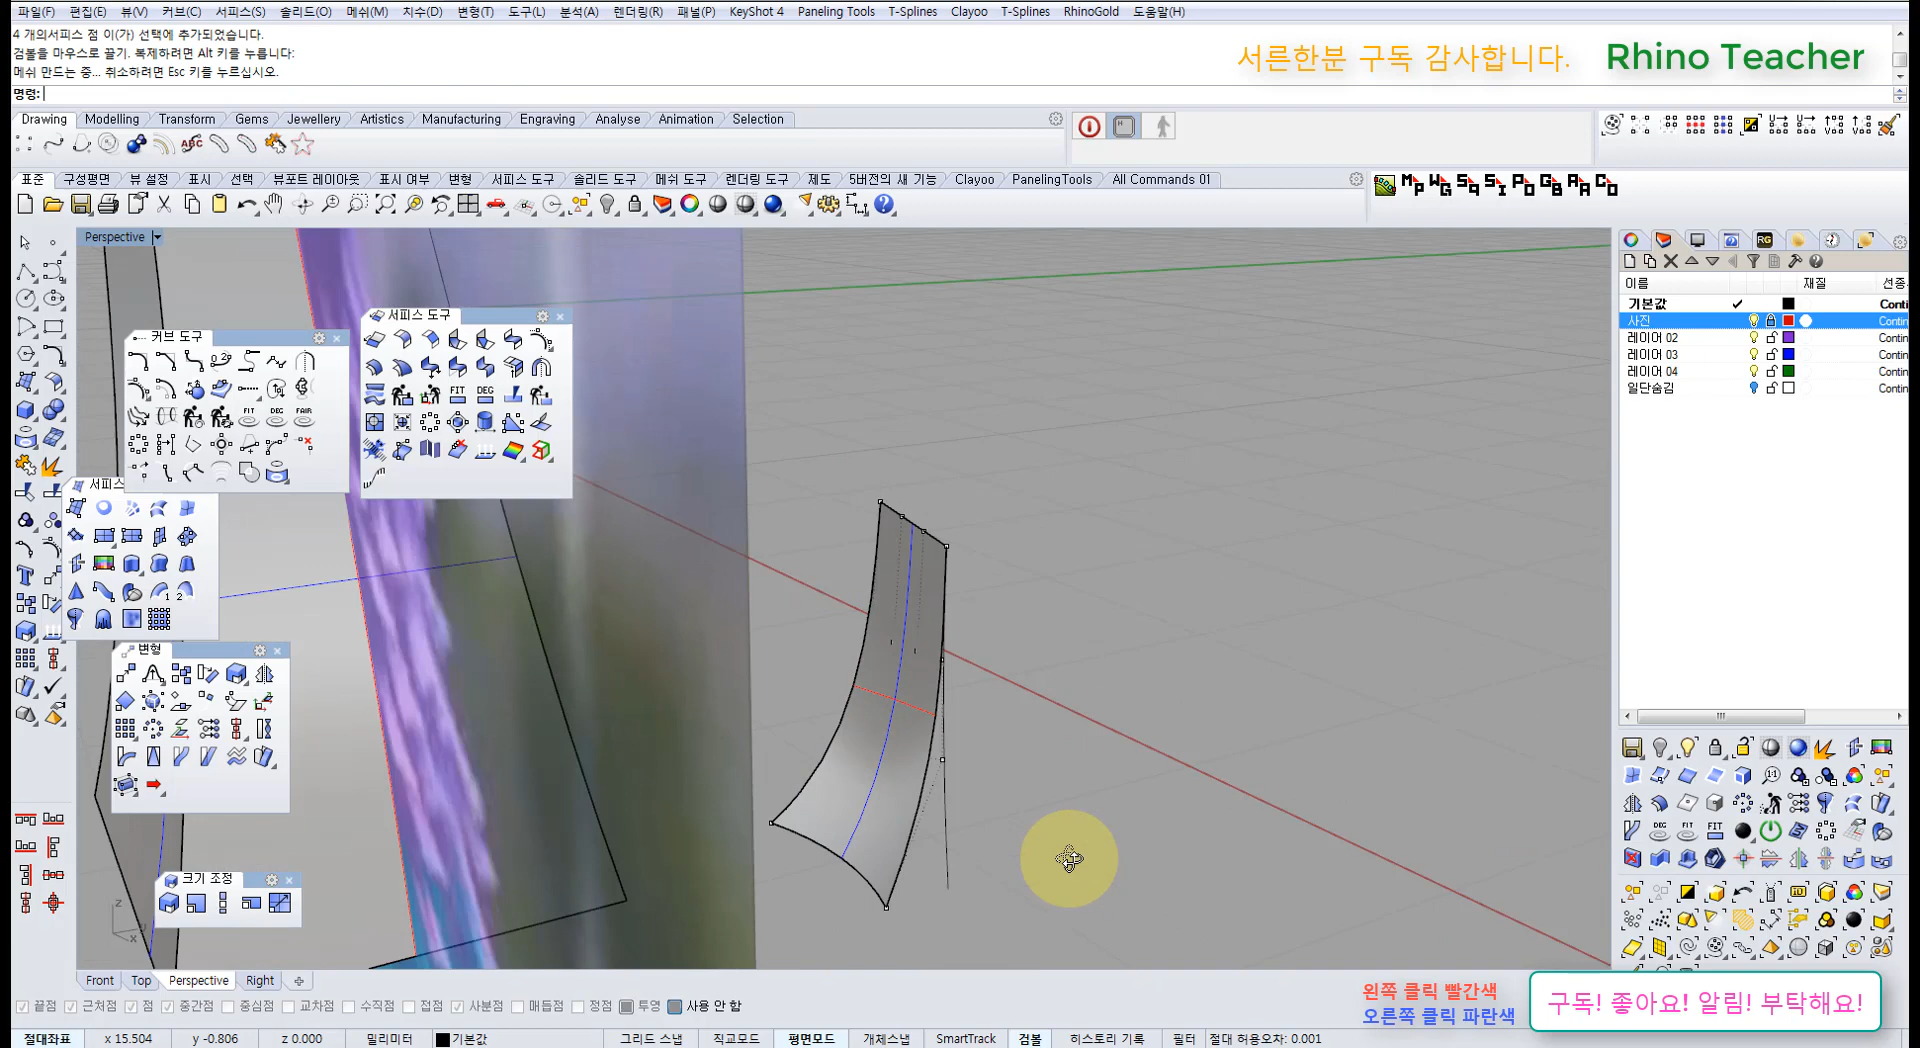 파일(F) 편집(E) 뷰(V) 커브(C) 서피스(S) 솔리드(O) 메쉬(M) 치수(D) 변형(T) 도구(L) 분석(A) 렌더링(R) 패널(P) KeyShot 4 Paneling Tools T-Splines Clayoo T-Splines RhinoGold 도움말(H)
4 개의서피스 점 이(가) 선택에 추가되었습니다.
검볼을 마우스로 끌기. 복제하려면 Alt 키를 누릅니다:
메쉬 만드는 중... 취소하려면 Esc 키를 누르십시오.
명령:
서른한분 구독 감사합니다. Rhino Teacher
Drawing Modelling Transform Gems Jewellery Artistics Manufacturing Engraving Analyse Animation Selection
표준 구성평면 뷰 설정 표시 선택 뷰포트 레이아웃 표시 여부 변형 서피스 도구 솔리드 도구 메쉬 도구 렌더링 도구 제도 5버전의 새 기능 Clayoo PanelingTools All Commands 01
Perspective
서피스 도구
커브 도구
서피스
변형
크기 조정
이름 재질 선종
기본값 Conti
사진 Contin
레이어 02 Contin
레이어 03 Contin
레이어 04 Contin
일단숨김 Contin
Front Top Perspective Right
끝점 근처점 점 중간점 중심점 교차점 수직점 접점 사분점 매듭점 정점 투영 사용 안 함
왼쪽 클릭 빨간색
오른쪽 클릭 파란색
구독! 좋아요! 알림! 부탁해요!
절대좌표 x 15.504 y -0.806 z 0.000 밀리미터 기본값 그리드 스냅 직교모드 평면모드 개체스냅 SmartTrack 검볼 히스토리 기록 필터 절대 허용오차: 0.001